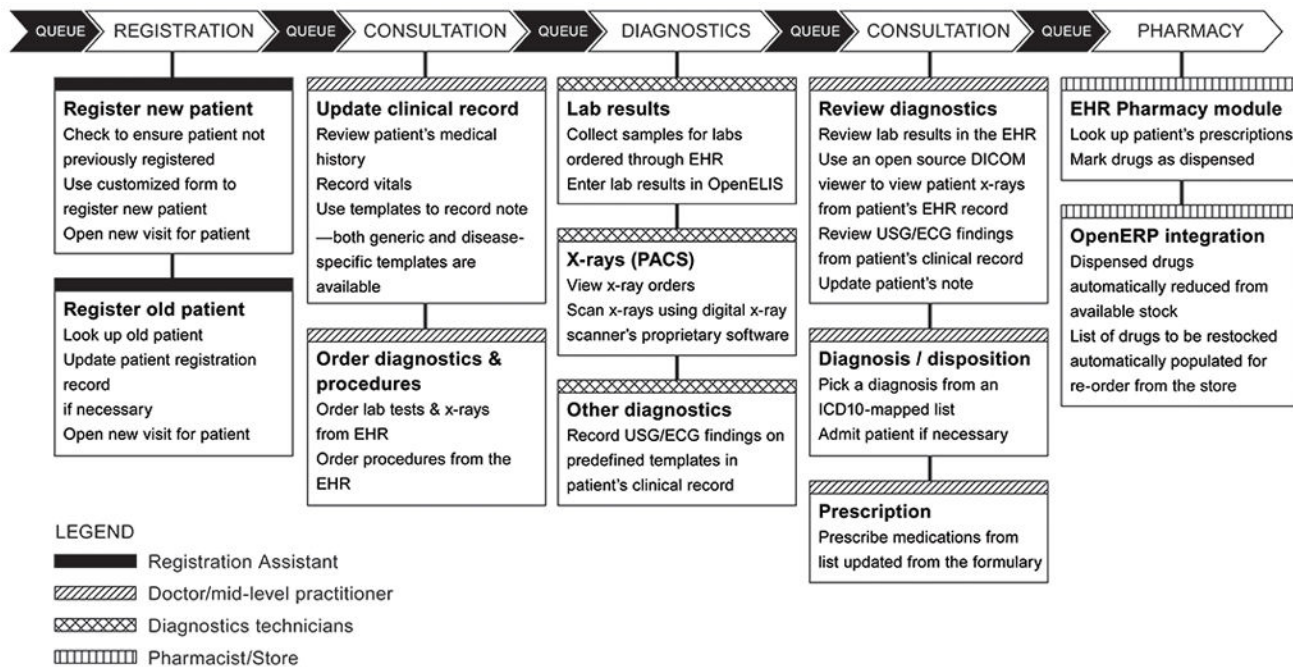 QUEUE REGISTRATION QUEUE CONSULTATION QUEUE DIAGNOSTICS QUEUE CONSULTATION QUEUE PHARMACY
Register new patient
Check to ensure patient not
previously registered
Use customized form to
register new patient
Open new visit for patient
Register old patient
Look up old patient
Update patient registration
record
if necessary
Open new visit for patient
Update clinical record
Review patient's medical
history
Record vitals
Use templates to record note
—both generic and disease-
specific templates are
available
Order diagnostics &
procedures
Order lab tests & x-rays
from EHR
Order procedures from the
EHR
Lab results
Collect samples for labs
ordered through EHR
Enter lab results in OpenELIS
X-rays (PACS)
View x-ray orders
Scan x-rays using digital x-ray
scanner's proprietary software
Other diagnostics
Record USG/ECG findings on
predefined templates in
patient's clinical record
Review diagnostics
Review lab results in the EHR
Use an open source DICOM
viewer to view patient x-rays
from patient's EHR record
Review USG/ECG findings
from patient's clinical record
Update patient's note
Diagnosis / disposition
Pick a diagnosis from an
ICD10-mapped list
Admit patient if necessary
Prescription
Prescribe medications from
list updated from the formulary
EHR Pharmacy module
Look up patient's prescriptions
Mark drugs as dispensed
OpenERP integration
Dispensed drugs
automatically reduced from
available stock
List of drugs to be restocked
automatically populated for
re-order from the store
LEGEND
Registration Assistant
Doctor/mid-level practitioner
Diagnostics technicians
Pharmacist/Store